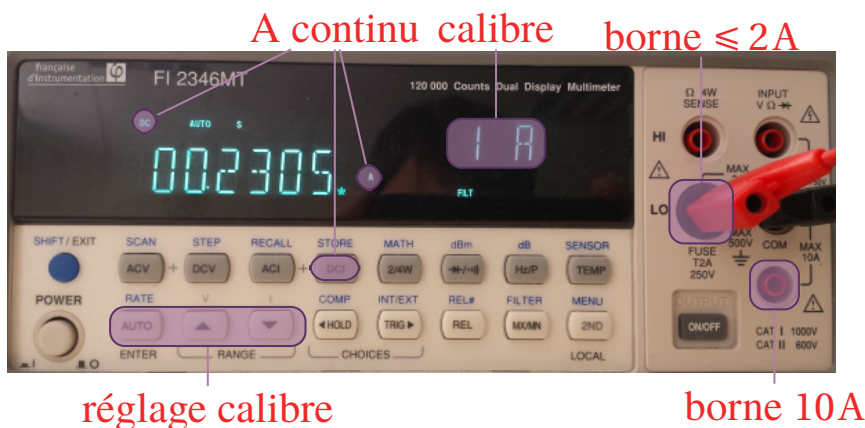 A continu calibre
borne ⩽ 2A
française
d'instrumentation
FI 2346MT
120 000 Counts Dual Display Multimeter
DC AUTO S
002305* A
1 A
FILT
Ω 4W
SENSE
INPUT
V Ω
HI
LO
MAX
MAX
500V
FUSE
T2A
250V
COM
MAX
10A
SHIFT/EXIT SCAN STEP RECALL STORE MATH dBm dB SENSOR
ACV + DCV ACI + DCI 2/4W Hz/P TEMP
POWER RATE V I COMP INT/EXT REL# FILTER MENU
AUTO ▲ ▼ ◀HOLD TRIG▶ REL MX/MN 2ND
ENTER RANGE CHOICES LOCAL
I O
OUTPUT
ON/OFF
CAT I 1000V
CAT II 600V
réglage calibre
borne 10A